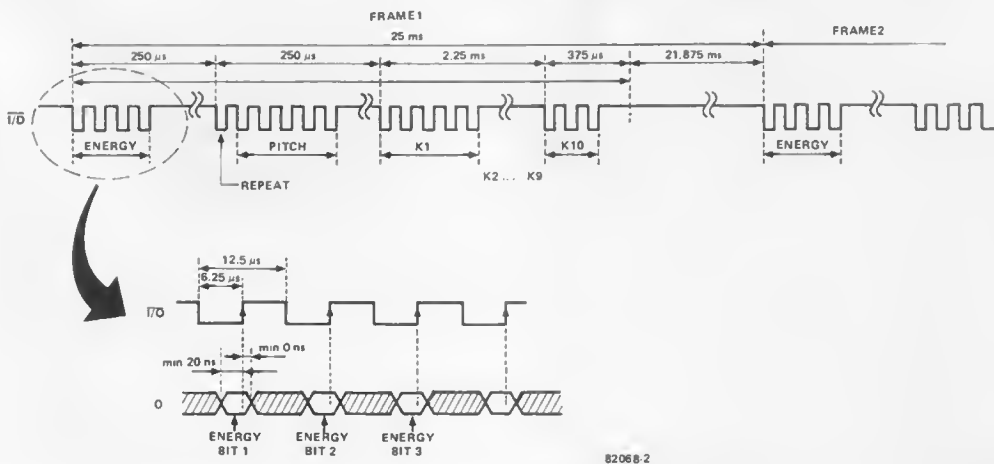 FRAME1
25 ms
FRAME2
250 µs
250 µs
2.25 ms
375 µs
21.875 ms
I/D
ENERGY
PITCH
K1
K10
ENERGY
REPEAT
K2... K9
12.5 µs
6.25 µs
I/O
min 0 ns
min 20 ns
O
ENERGY BIT 1
ENERGY BIT 2
ENERGY BIT 3
82068-2